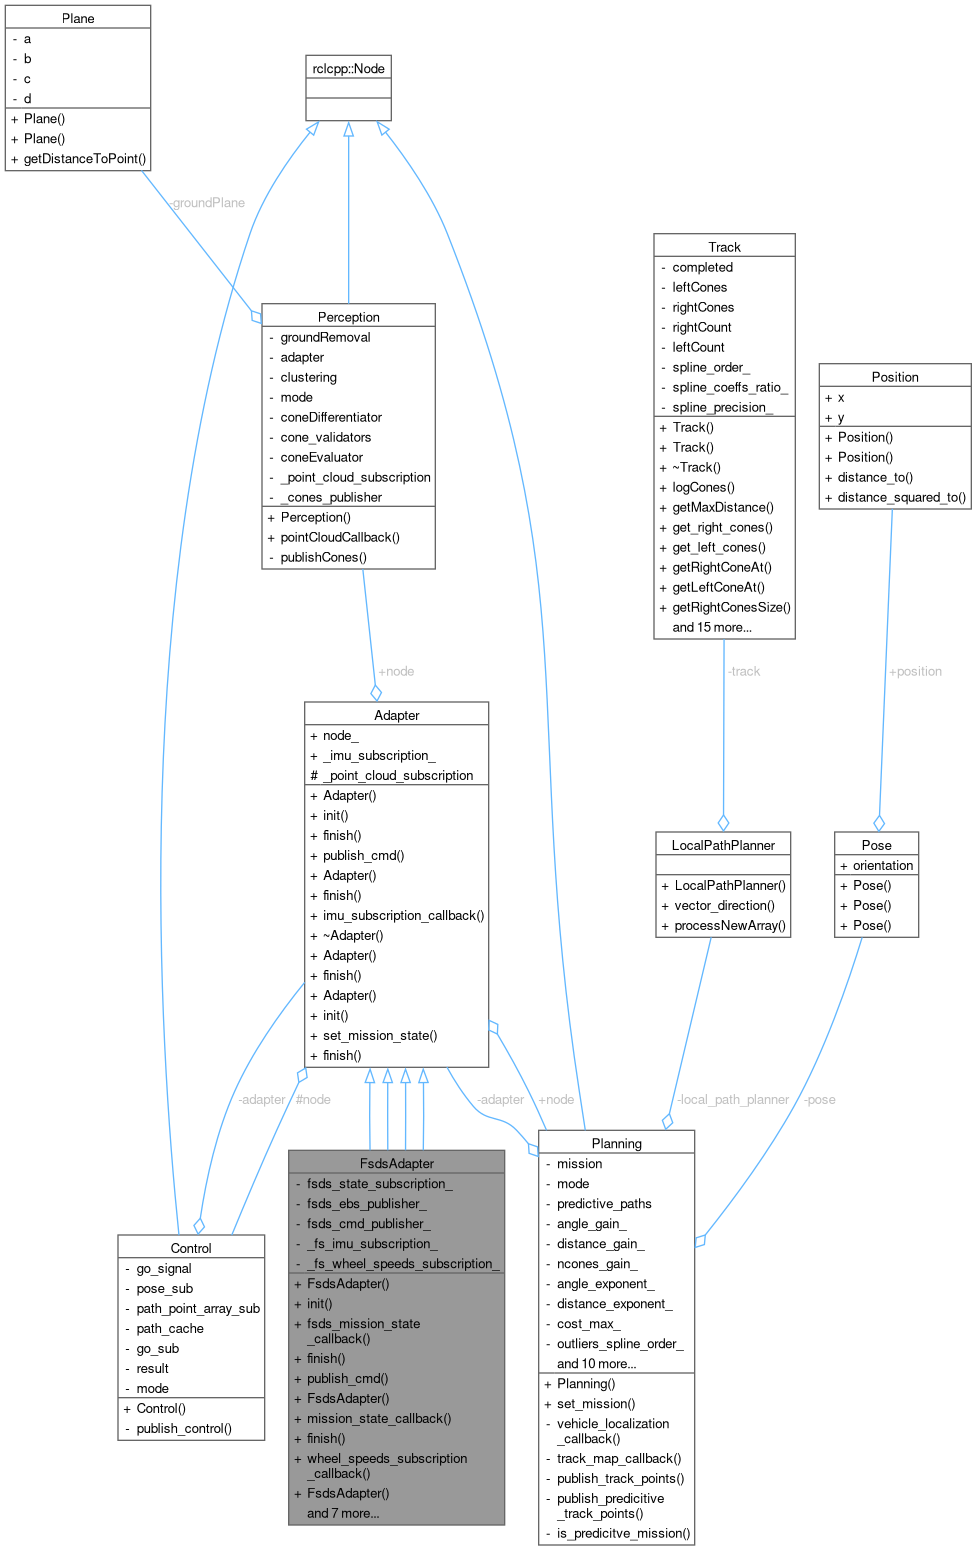 Plane
- a
- b
- c
- d
+ Plane()
+ Plane()
+ getDistanceToPoint()
rclcpp::Node
-groundPlane
Perception
- groundRemoval
- adapter
- clustering
- mode
- coneDifferentiator
- cone_validators
- coneEvaluator
- _point_cloud_subscription
- _cones_publisher
+ Perception()
+ pointCloudCallback()
- publishCones()
Track
- completed
- leftCones
- rightCones
- rightCount
- leftCount
- spline_order_
- spline_coeffs_ratio_
- spline_precision_
+ Track()
+ Track()
+ ~Track()
+ logCones()
+ getMaxDistance()
+ get_right_cones()
+ get_left_cones()
+ getRightConeAt()
+ getLeftConeAt()
+ getRightConesSize()
and 15 more...
Position
+ x
+ y
+ Position()
+ Position()
+ distance_to()
+ distance_squared_to()
+node
-track
+position
Adapter
+ node_
+ _imu_subscription_
# _point_cloud_subscription
+ Adapter()
+ init()
+ finish()
+ publish_cmd()
+ Adapter()
+ finish()
+ imu_subscription_callback()
+ ~Adapter()
+ Adapter()
+ finish()
+ Adapter()
+ init()
+ set_mission_state()
+ finish()
LocalPathPlanner
+ LocalPathPlanner()
+ vector_direction()
+ processNewArray()
Pose
+ orientation
+ Pose()
+ Pose()
+ Pose()
-adapter
#node
-adapter
+node
-local_path_planner
-pose
Control
- go_signal
- pose_sub
- path_point_array_sub
- path_cache
- go_sub
- result
- mode
+ Control()
- publish_control()
FsdsAdapter
- fsds_state_subscription_
- fsds_ebs_publisher_
- fsds_cmd_publisher_
- _fs_imu_subscription_
- _fs_wheel_speeds_subscription_
+ FsdsAdapter()
+ init()
+ fsds_mission_state
_callback()
+ finish()
+ publish_cmd()
+ FsdsAdapter()
+ mission_state_callback()
+ finish()
+ wheel_speeds_subscription
_callback()
+ FsdsAdapter()
and 7 more...
Planning
- mission
- mode
- predictive_paths
- angle_gain_
- distance_gain_
- ncones_gain_
- angle_exponent_
- distance_exponent_
- cost_max_
- outliers_spline_order_
and 10 more...
+ Planning()
+ set_mission()
- vehicle_localization
_callback()
- track_map_callback()
- publish_track_points()
- publish_predicitive
_track_points()
- is_predicitve_mission()